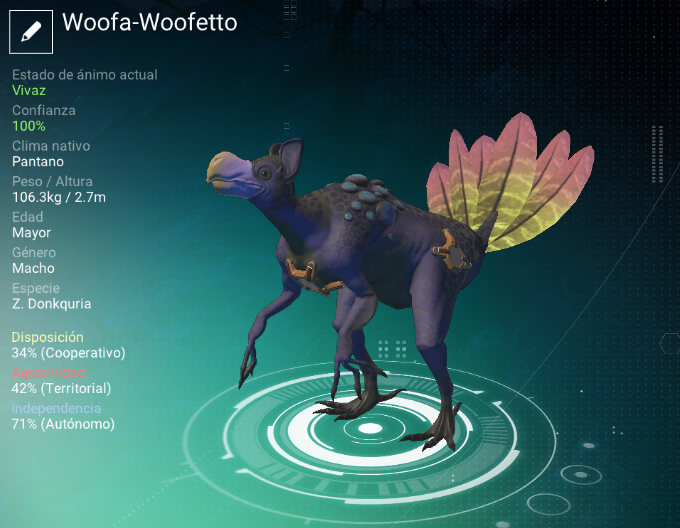 Woofa-Woofetto
Estado de ánimo actual
Vivaz
Confianza
100%
Clima nativo
Pantano
Peso / Altura
106.3kg / 2.7m
Edad
Mayor
Género
Macho
Especie
Z. Donkquria
Disposición
34% (Cooperativo)
Agresividad
42% (Territorial)
Independencia
71% (Autónomo)